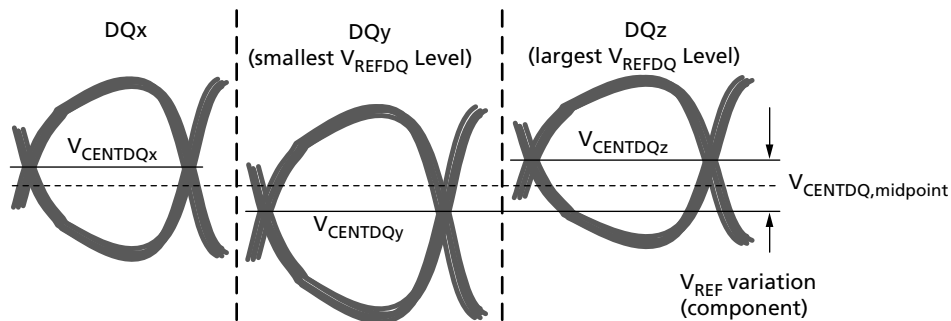 DQx
DQy
(smallest VREFDQ Level)
DQz
(largest VREFDQ Level)
VCENTDQx
VCENTDQy
VCENTDQz
VCENTDQ,midpoint
VREF variation
(component)